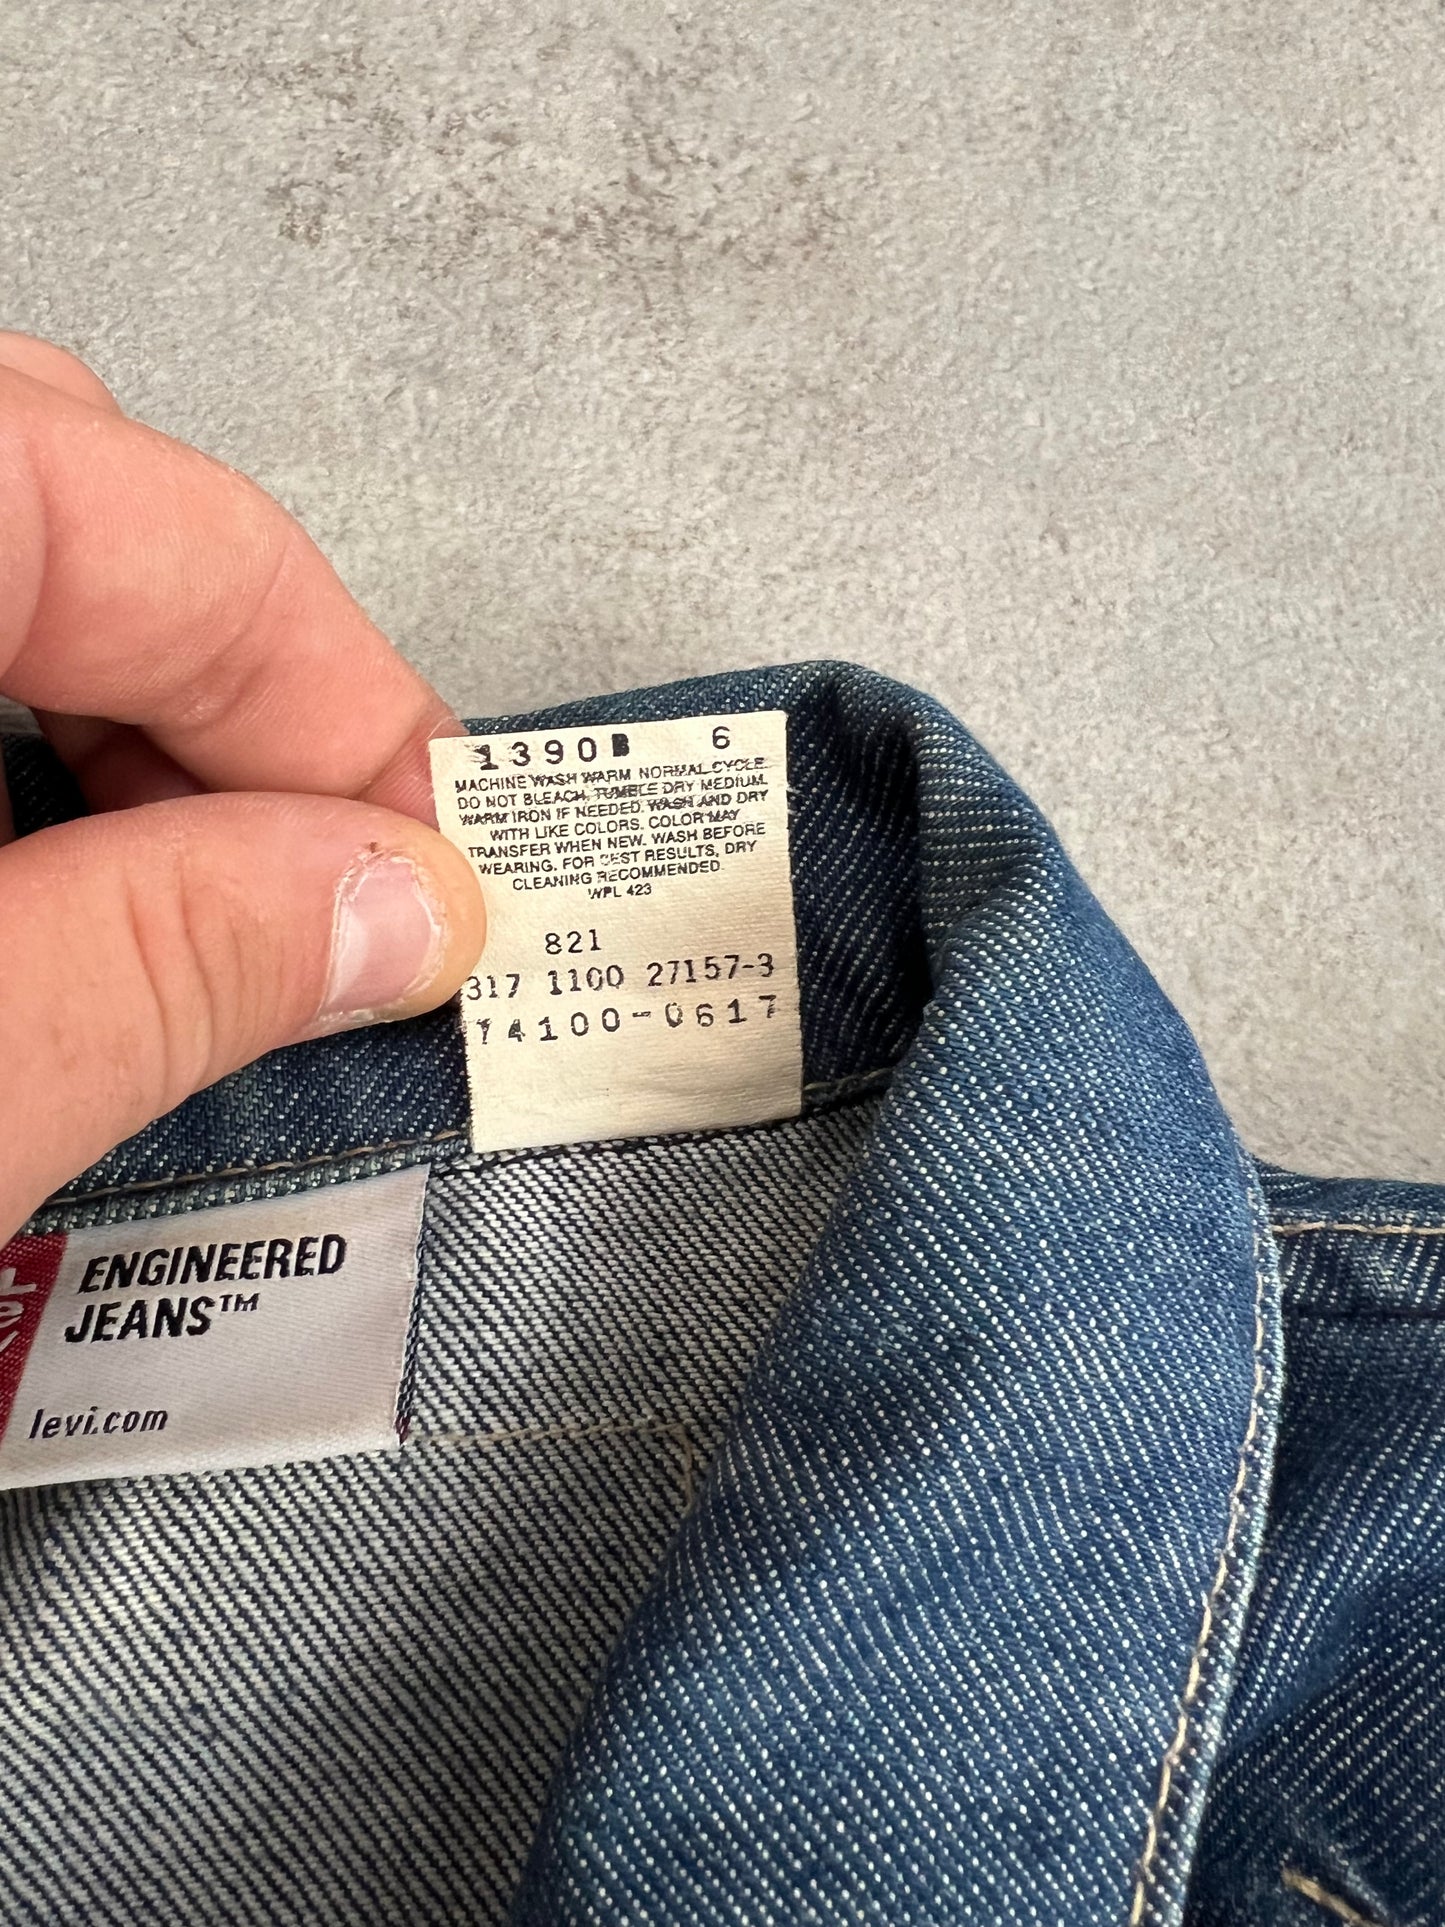 1390B 6
MACHINE WASH WARM NORMAL CYCLE.
DO NOT BLEACH. TUMBLE DRY MEDIUM.
WARM IRON IF NEEDED. WASH AND DRY
WITH LIKE COLORS. COLOR MAY
TRANSFER WHEN NEW. WASH BEFORE
WEARING. FOR BEST RESULTS, DRY
CLEANING RECOMMENDED.
WPL 423
821
317 1100 27157-3
74100-0617
ENGINEERED
JEANS™
levi.com